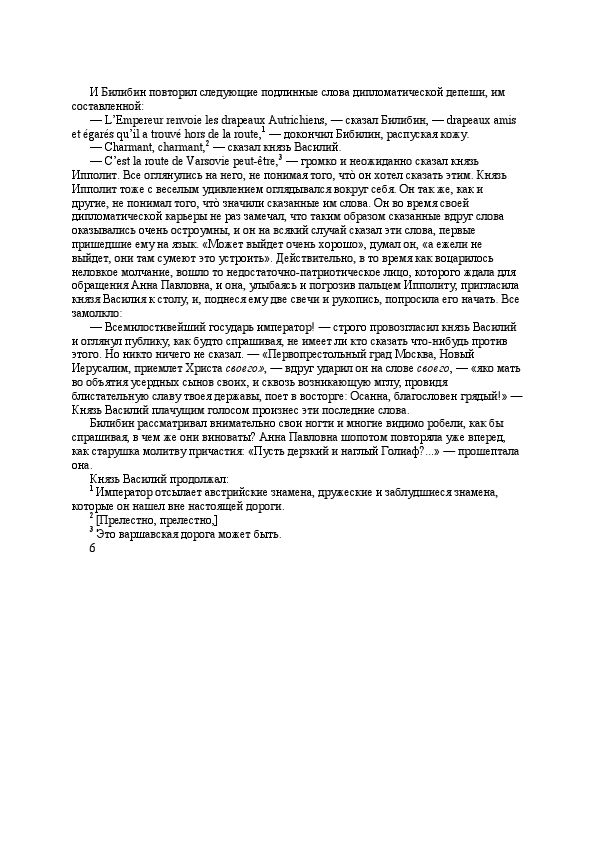 И Билибин повторил следующие подлинные слова дипломатической депеши, им
составленной:
— L’Empereur renvoie les drapeaux Autrichiens, — сказал Билибин, — drapeaux amis
et égarés qu’il a trouvé hors de la route,1 — докончил Бибилин, распуская кожу.
— Charmant, charmant,2 — сказал князь Василий.
— C’est la route de Varsovie peut-être,3 — громко и неожиданно сказал князь
Ипполит. Все оглянулись на него, не понимая того, что̀ он хотел сказать этим. Князь
Ипполит тоже с веселым удивлением оглядывался вокруг себя. Он так же, как и
другие, не понимал того, что̀ значили сказанные им слова. Он во время своей
дипломатической карьеры не раз замечал, что таким образом сказанные вдруг слова
оказывались очень остроумны, и он на всякий случай сказал эти слова, первые
пришедшие ему на язык. «Может выйдет очень хорошо», думал он, «а ежели не
выйдет, они там сумеют это устроить». Действительно, в то время как воцарилось
неловкое молчание, вошло то недостаточно-патриотическое лицо, которого ждала для
обращения Анна Павловна, и она, улыбаясь и погрозив пальцем Ипполиту, пригласила
князя Василия к столу, и, поднеся ему две свечи и рукопись, попросила его начать. Все
замолкло:
— Всемилостивейший государь император! — строго провозгласил князь Василий
и оглянул публику, как будто спрашивая, не имеет ли кто сказать что-нибудь против
этого. Но никто ничего не сказал. — «Первопрестольный град Москва, Новый
Иерусалим, приемлет Христа своего», — вдруг ударил он на слове своего, — «яко мать
во объятия усердных сынов своих, и сквозь возникающую мглу, провидя
блистательную славу твоея державы, поет в восторге: Осанна, благословен грядый!» —
Князь Василий плачущим голосом произнес эти последние слова.
Билибин рассматривал внимательно свои ногти и многие видимо робели, как бы
спрашивая, в чем же они виноваты? Анна Павловна шопотом повторяла уже вперед,
как старушка молитву причастия: «Пусть дерзкий и наглый Голиаф?...» — прошептала
она.
Князь Василий продолжал:
1 Император отсылает австрийские знамена, дружеские и заблудшиеся знамена,
которые он нашел вне настоящей дороги.
2 [Прелестно, прелестно,]
3 Это варшавская дорога может быть.
6